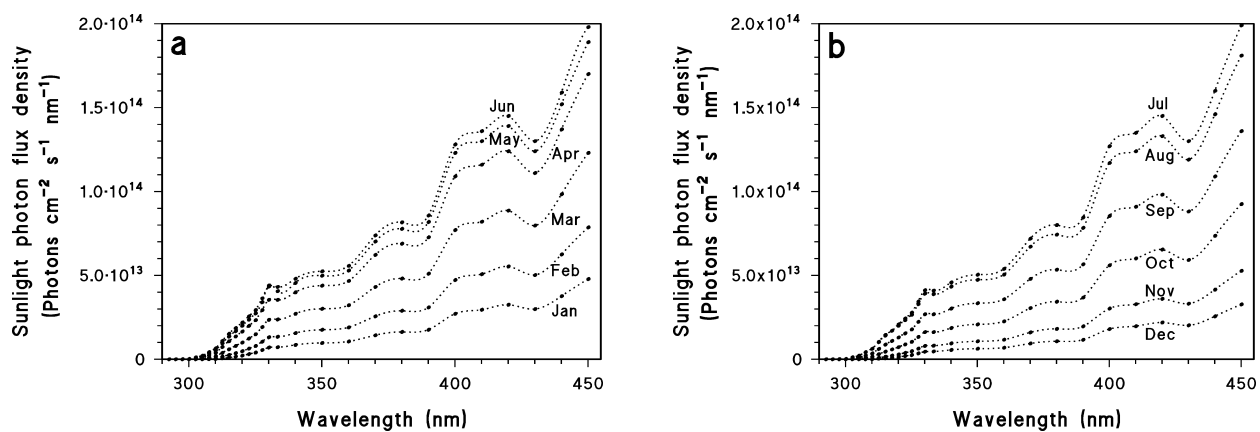 a
Sunlight photon flux density
(Photons cm⁻² s⁻¹ nm⁻¹)
2.0·10¹⁴
1.5·10¹⁴
1.0·10¹⁴
5.0·10¹³
0
Jun
May
Apr
Mar
Feb
Jan
300 350 400 450
Wavelength (nm)
b
Sunlight photon flux density
(Photons cm⁻² s⁻¹ nm⁻¹)
2.0x10¹⁴
1.5x10¹⁴
1.0x10¹⁴
5.0x10¹³
0
Jul
Aug
Sep
Oct
Nov
Dec
300 350 400 450
Wavelength (nm)